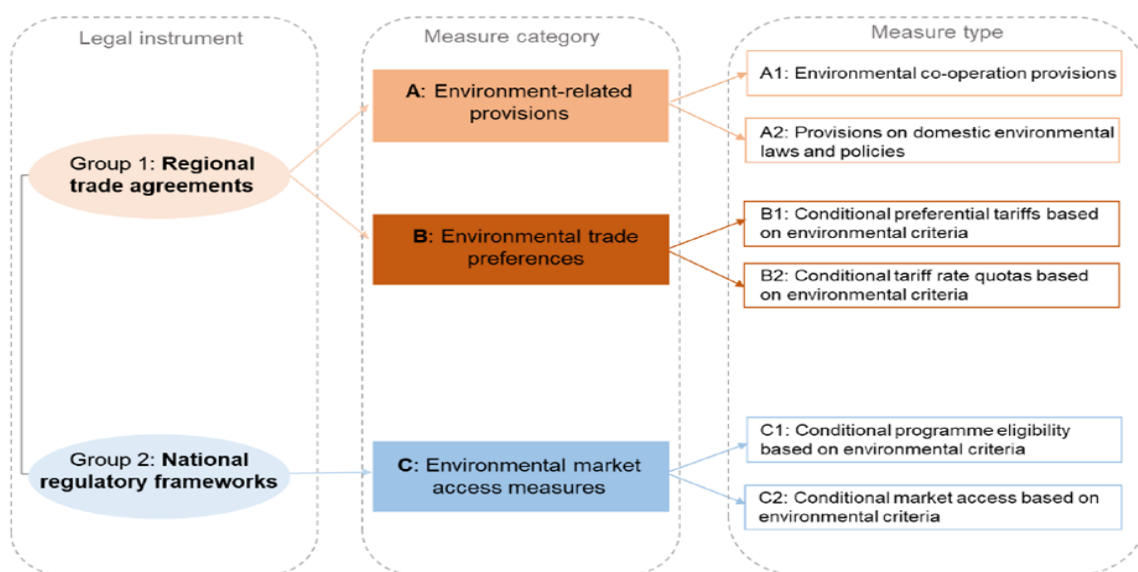 Legal instrument
Measure category
Measure type
Group 1: Regional
trade agreements
A: Environment-related
provisions
A1: Environmental co-operation provisions
A2: Provisions on domestic environmental
laws and policies
B: Environmental trade
preferences
B1: Conditional preferential tariffs based
on environmental criteria
B2: Conditional tariff rate quotas based
on environmental criteria
Group 2: National
regulatory frameworks
C: Environmental market
access measures
C1: Conditional programme eligibility
based on environmental criteria
C2: Conditional market access based on
environmental criteria